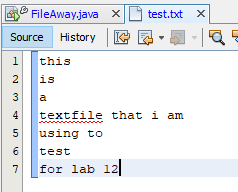 FileAway.java test.txt
Source History
1 this
2 is
3 a
4 textfile that i am
5 using to
6 test
7 for lab 12